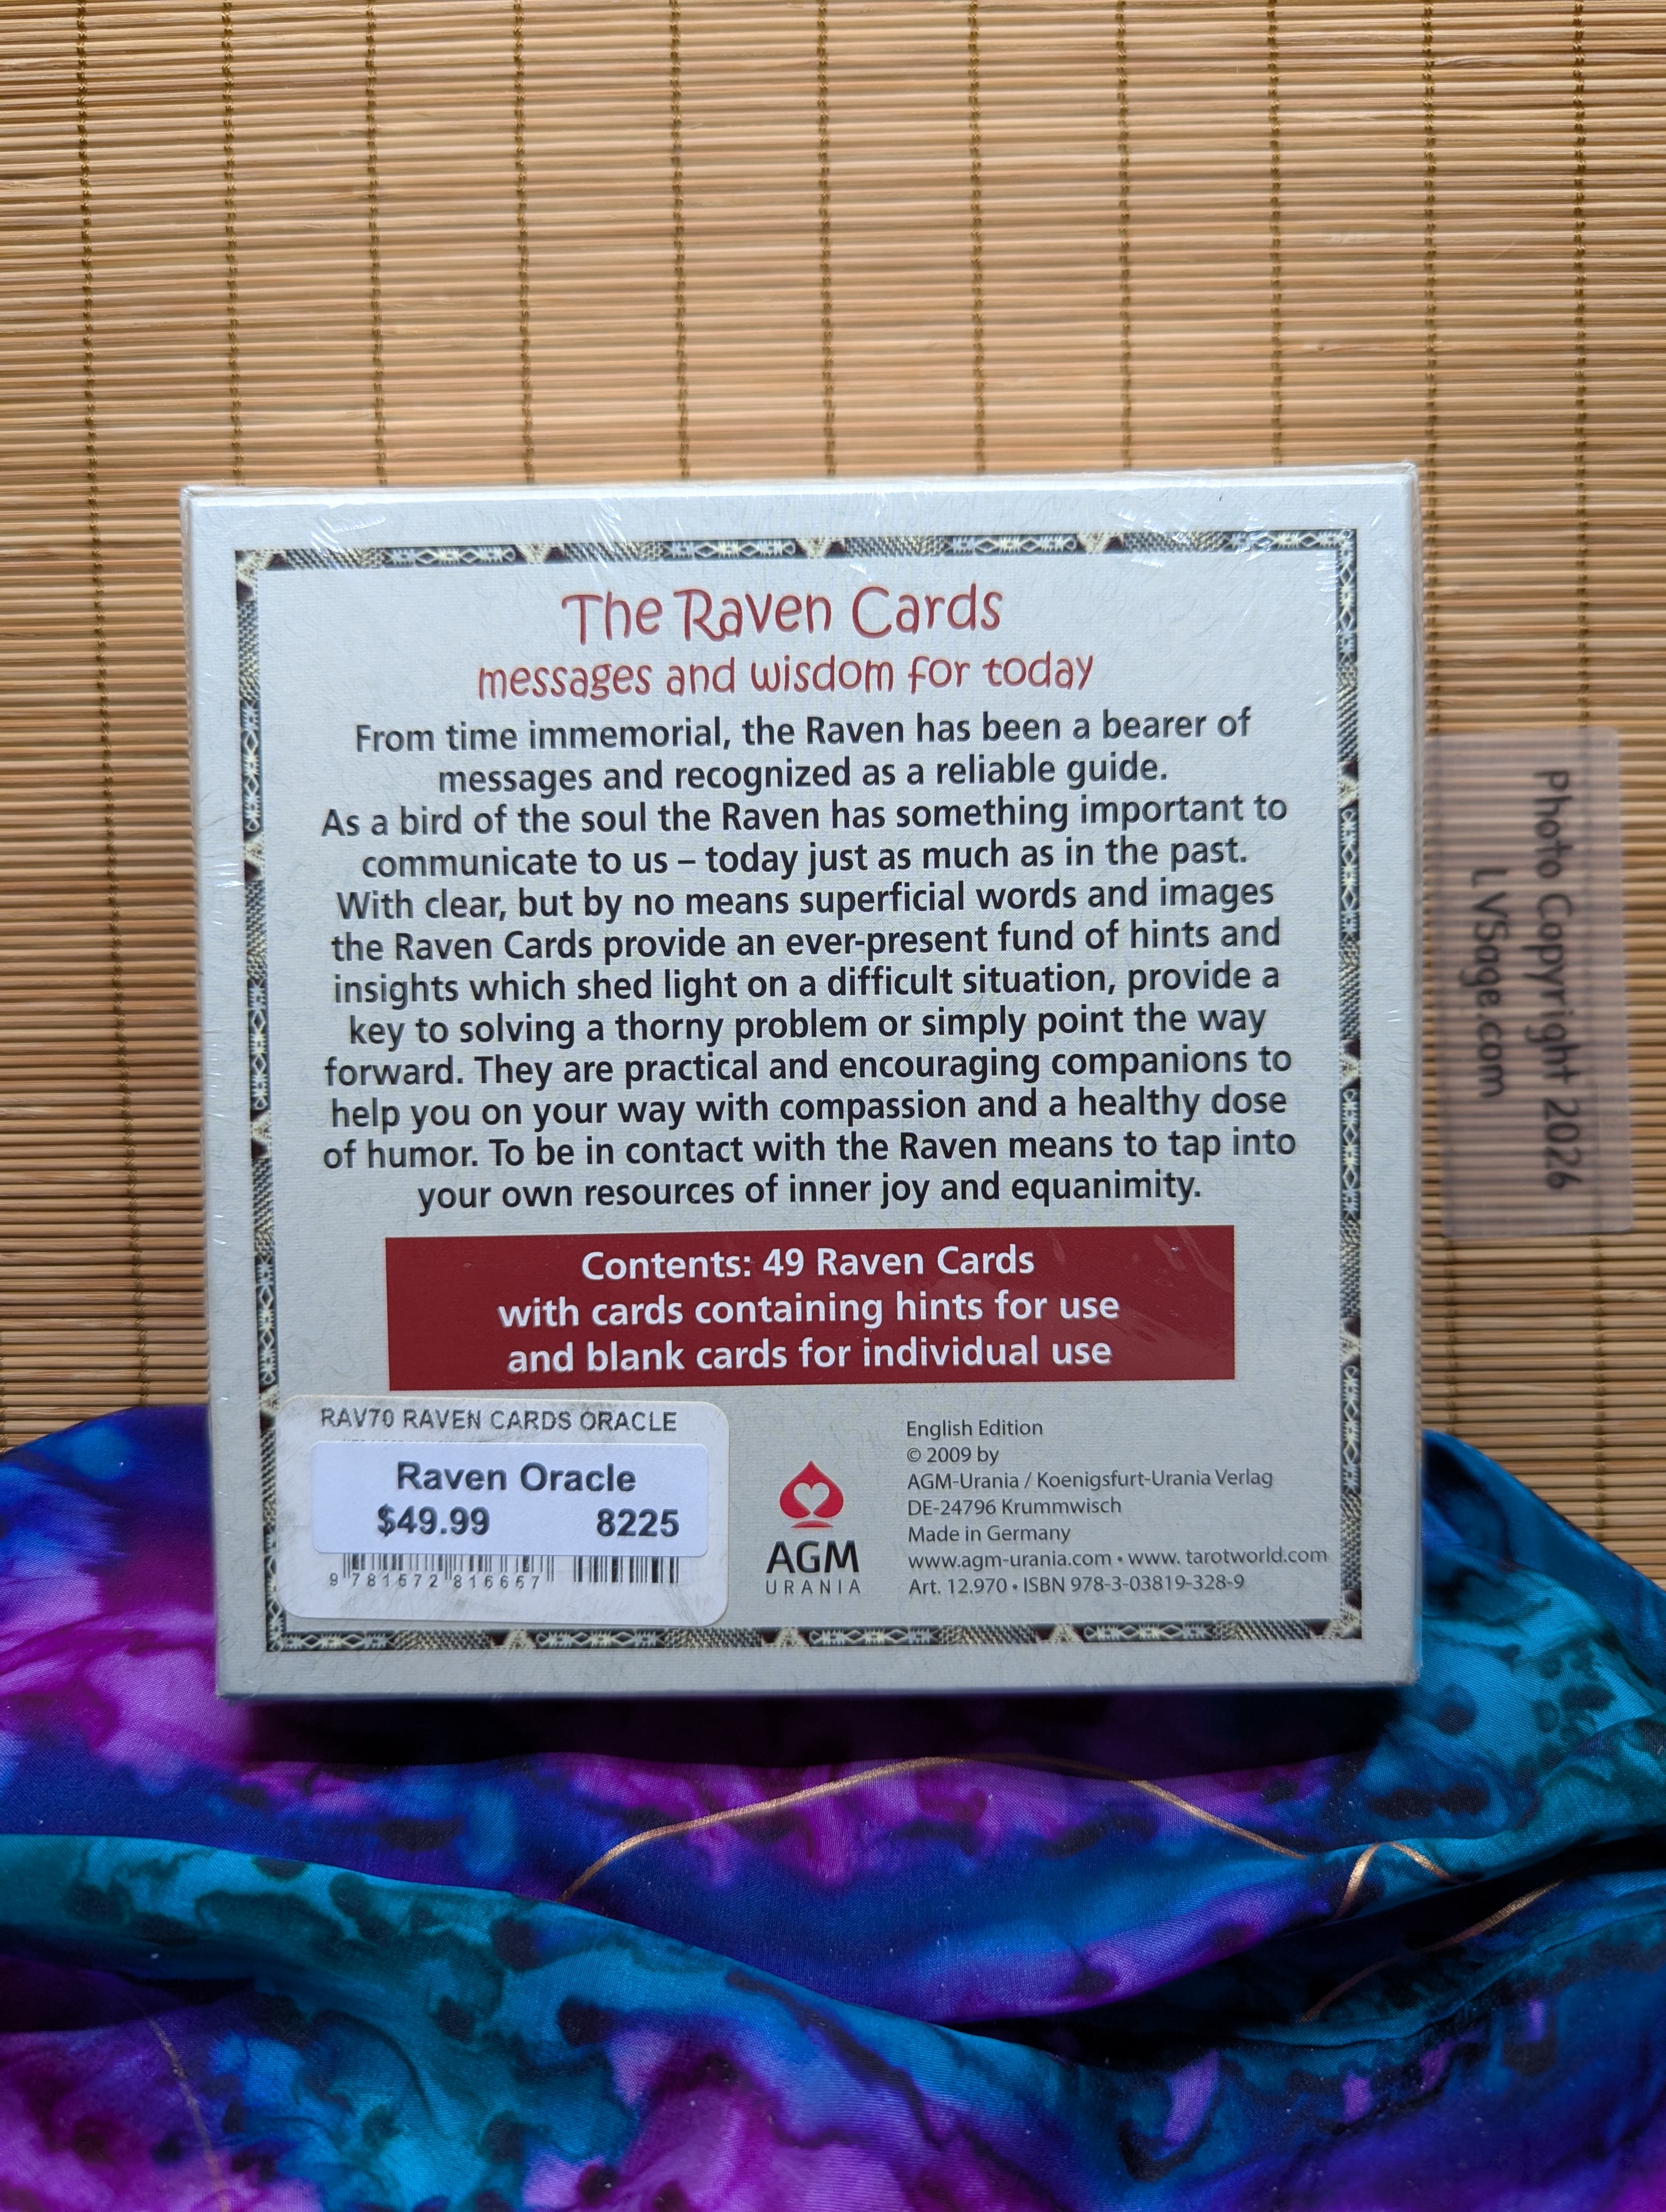 The Raven Cards
messages and wisdom for today
From time immemorial, the Raven has been a bearer of
messages and recognized as a reliable guide.
As a bird of the soul the Raven has something important to
communicate to us – today just as much as in the past.
With clear, but by no means superficial words and images
the Raven Cards provide an ever-present fund of hints and
insights which shed light on a difficult situation, provide a
key to solving a thorny problem or simply point the way
forward. They are practical and encouraging companions to
help you on your way with compassion and a healthy dose
of humor. To be in contact with the Raven means to tap into
your own resources of inner joy and equanimity.
Contents: 49 Raven Cards
with cards containing hints for use
and blank cards for individual use
RAV70 RAVEN CARDS ORACLE
Raven Oracle
$49.99 8225
9 781572 816657
AGM
URANIA
English Edition
© 2009 by
AGM-Urania / Koenigsfurt-Urania Verlag
DE-24796 Krummwisch
Made in Germany
www.agm-urania.com • www. tarotworld.com
Art. 12.970 • ISBN 978-3-03819-328-9
Photo Copyright 2026
LVSage.com